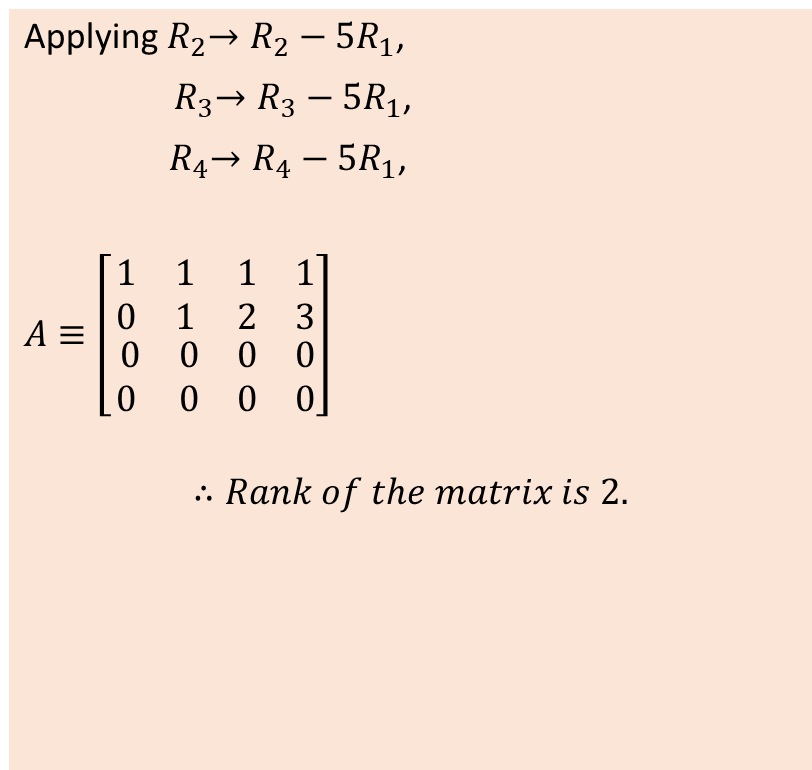 Applying R₂→ R₂ − 5R₁,
R₃→ R₃ − 5R₁,
R₄→ R₄ − 5R₁,
1 1 1 1
0 1 2 3
A ≡
0 0 0 0
0 0 0 0
∴ Rank of the matrix is 2.